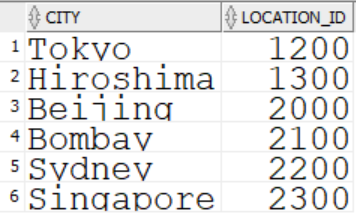 CITY LOCATION_ID
1 Tokyo 1200
2 Hiroshima 1300
3 Beijing 2000
4 Bombay 2100
5 Sydney 2200
6 Singapore 2300